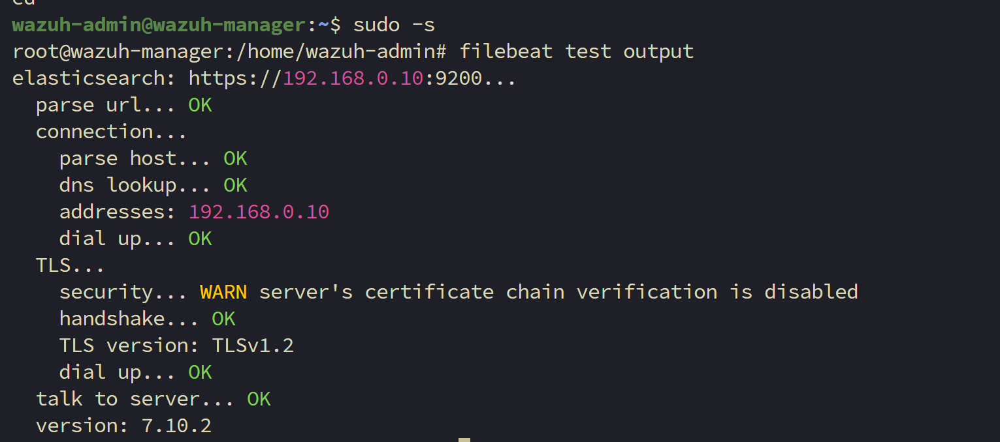 cd
wazuh-admin@wazuh-manager:~$ sudo -s
root@wazuh-manager:/home/wazuh-admin# filebeat test output
elasticsearch: https://192.168.0.10:9200...
  parse url... OK
  connection...
    parse host... OK
    dns lookup... OK
    addresses: 192.168.0.10
    dial up... OK
  TLS...
    security... WARN server's certificate chain verification is disabled
    handshake... OK
    TLS version: TLSv1.2
    dial up... OK
  talk to server... OK
  version: 7.10.2